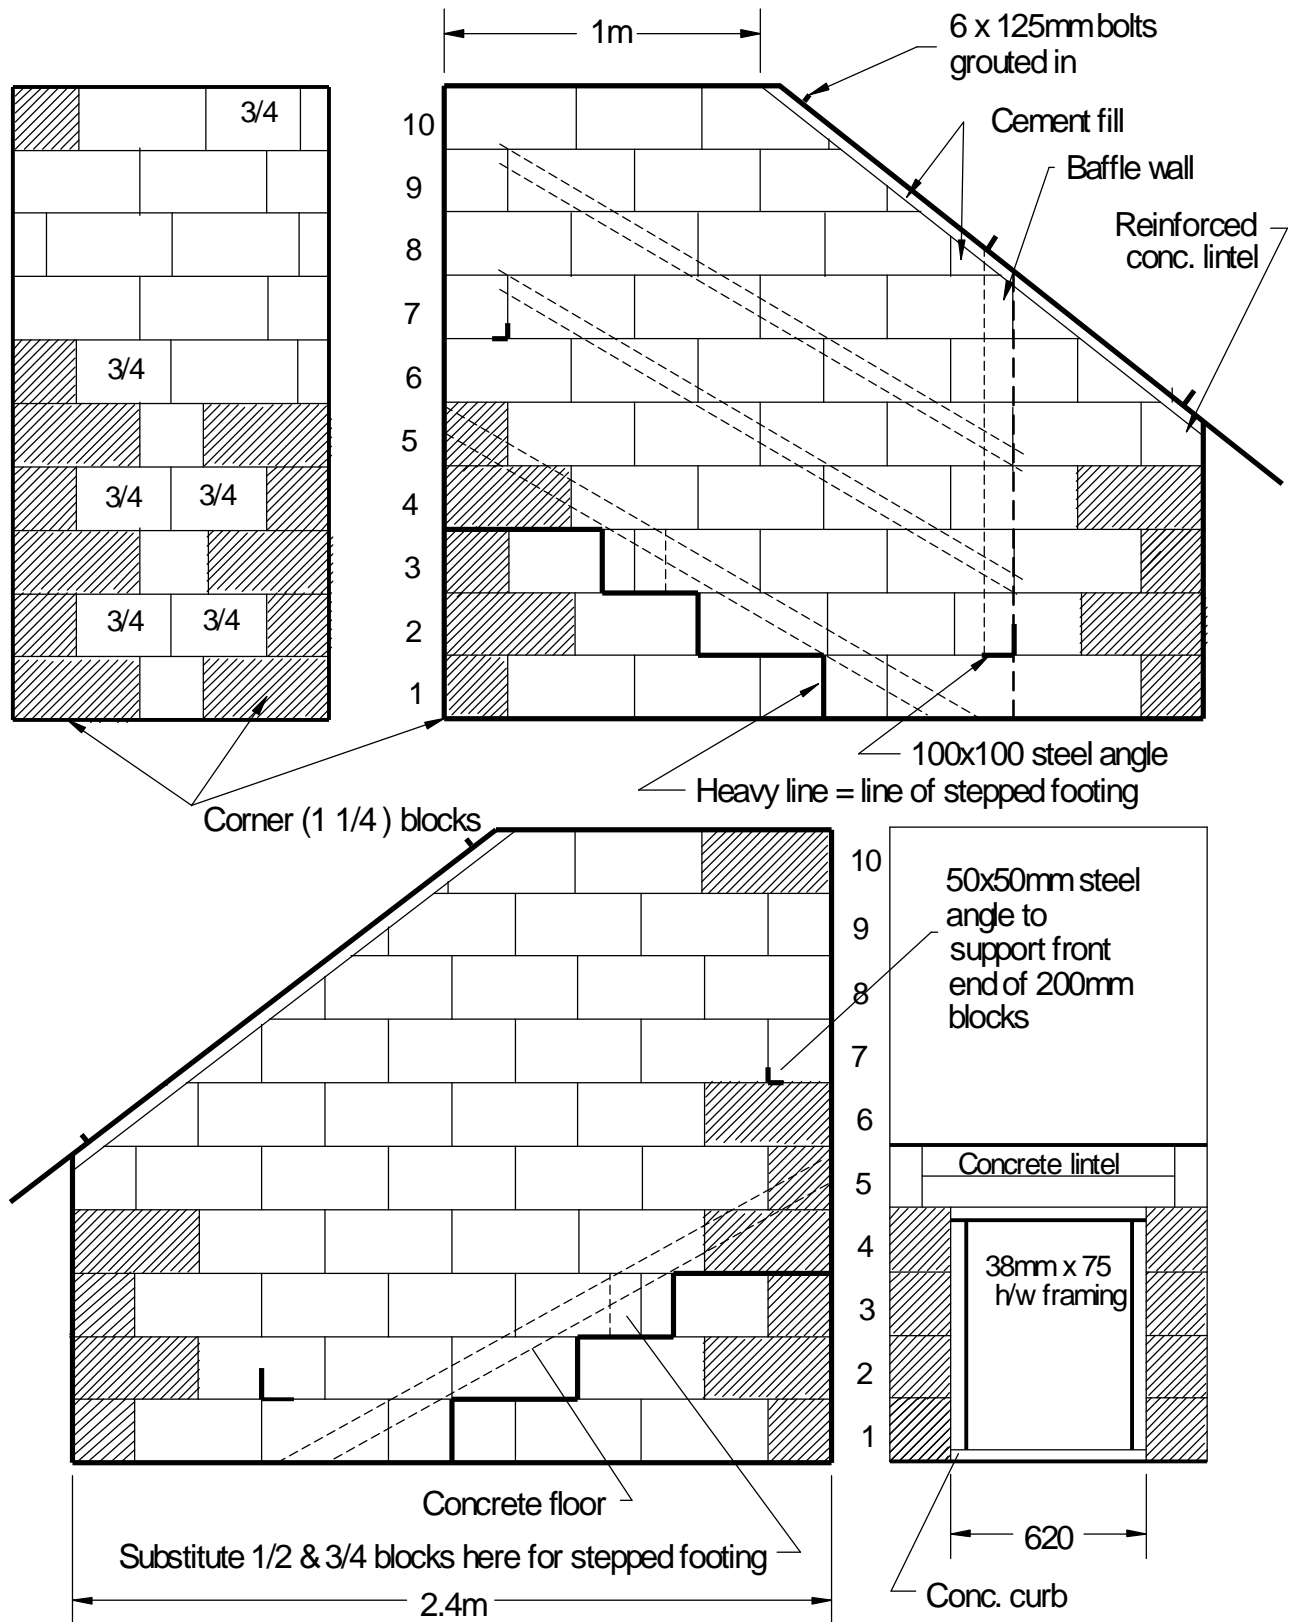 1m
6 x 125mm bolts
grouted in
Cement fill
Baffle wall
Reinforced
conc. lintel
3/4
3/4
3/4 3/4
3/4 3/4
10
9
8
7
6
5
4
3
2
1
100x100 steel angle
Heavy line = line of stepped footing
Corner (1 1/4 ) blocks
10
9
8
7
6
5
4
3
2
1
50x50mm steel
angle to
support front
end of 200mm
blocks
Concrete lintel
38mm x 75
h/w framing
Concrete floor
Substitute 1/2 & 3/4 blocks here for stepped footing
2.4m
620
Conc. curb